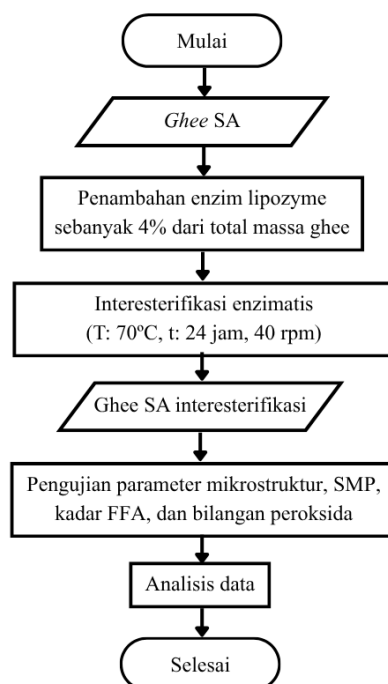 Mulai
Ghee SA
Penambahan enzim lipozyme
sebanyak 4% dari total massa ghee
Interesterifikasi enzimatis
(T: 70ºC, t: 24 jam, 40 rpm)
Ghee SA interesterifikasi
Pengujian parameter mikrostruktur, SMP,
kadar FFA, dan bilangan peroksida
Analisis data
Selesai